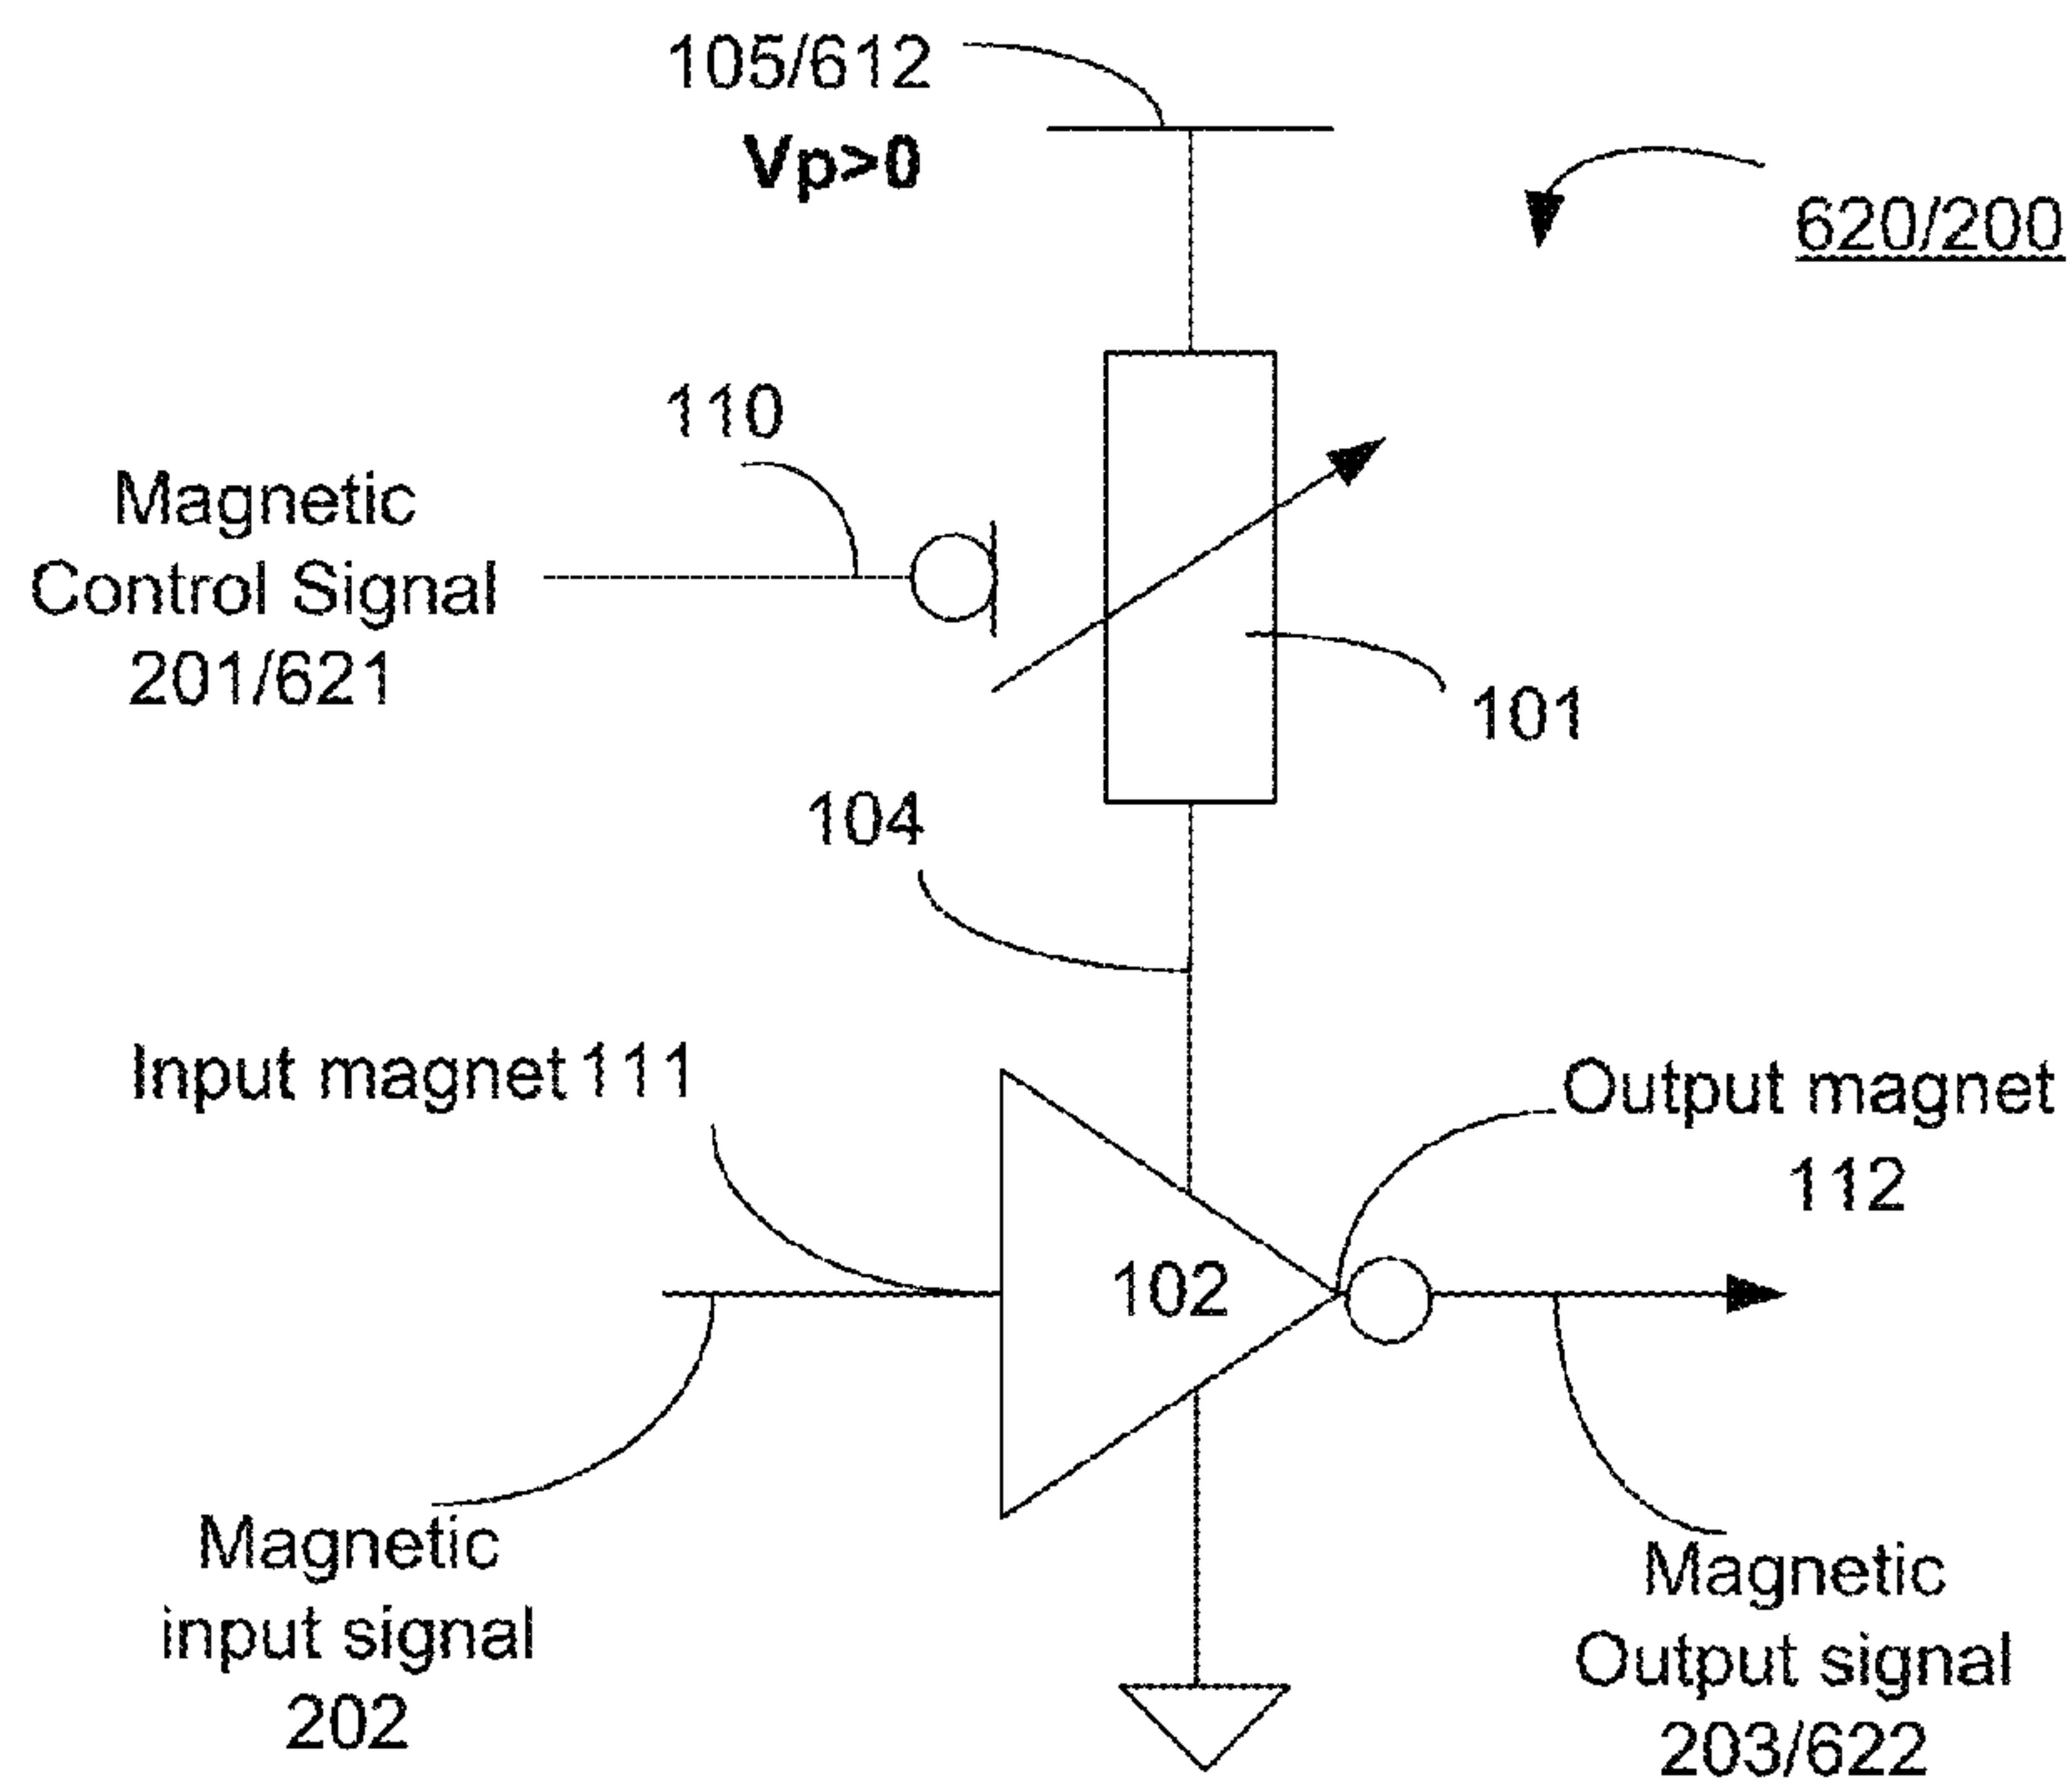 105/612
Vp>0
620/200
110
Magnetic
Control Signal
201/621
101
104
Input magnet 111
Output magnet
112
102
Magnetic
input signal
202
Magnetic
Output signal
203/622